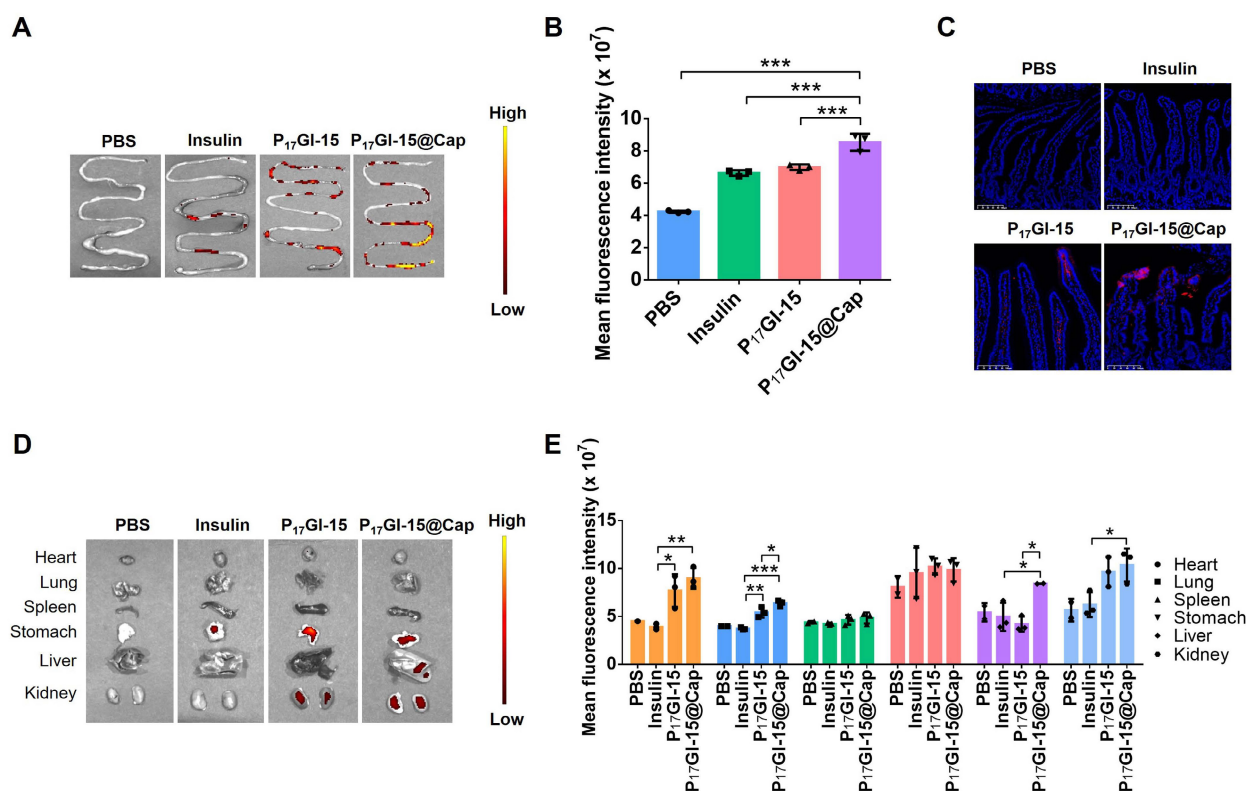 A
PBS
Insulin
P₁₇GI-15
P₁₇GI-15@Cap
High
Low
B
Mean fluorescence intensity (x 10⁷)
10
8
6
4
2
0
***
***
***
PBS
Insulin
P₁₇GI-15
P₁₇GI-15@Cap
C
PBS
Insulin
P₁₇GI-15
P₁₇GI-15@Cap
D
PBS
Insulin
P₁₇GI-15
P₁₇GI-15@Cap
Heart
Lung
Spleen
Stomach
Liver
Kidney
High
Low
E
Mean fluorescence intensity (x 10⁷)
15
10
5
0
**
*
*
***
**
*
*
*
PBS
Insulin
P₁₇GI-15
P₁₇GI-15@Cap
PBS
Insulin
P₁₇GI-15
P₁₇GI-15@Cap
PBS
Insulin
P₁₇GI-15
P₁₇GI-15@Cap
PBS
Insulin
P₁₇GI-15
P₁₇GI-15@Cap
PBS
Insulin
P₁₇GI-15
P₁₇GI-15@Cap
PBS
Insulin
P₁₇GI-15
P₁₇GI-15@Cap
Heart
Lung
Spleen
Stomach
Liver
Kidney